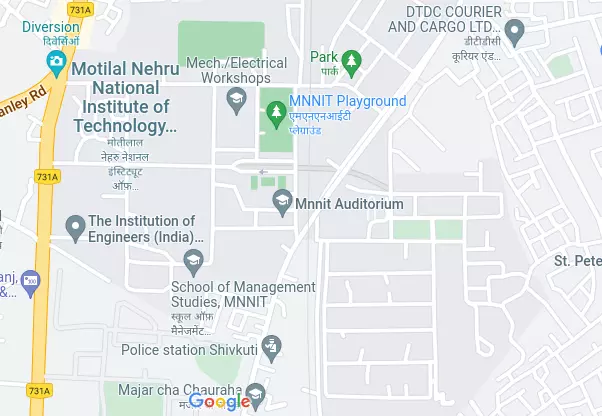 731A
DTDC COURIER
AND CARGO LTD...
डीटीडीसी
कूरियर एंड...
Diversion
दिवेर्सिओं
Park
पार्क
Mech./Electrical
Workshops
Motilal Nehru
National
Institute of
Technology...
मोतीलाल
नेहरु नेशनल
इंस्टिट्यूट
ऑफ़...
anley Rd
MNNIT Playground
एमएनएनआईटी
प्लेग्राउंड
731A
Mnnit Auditorium
The Institution of
Engineers (India)...
St. Pete
School of Management
Studies, MNNIT
स्कूल ऑफ़
मैनेजमेंट...
anj,
&...
Police station Shivkuti
731A
Majar cha Chauraha
Google